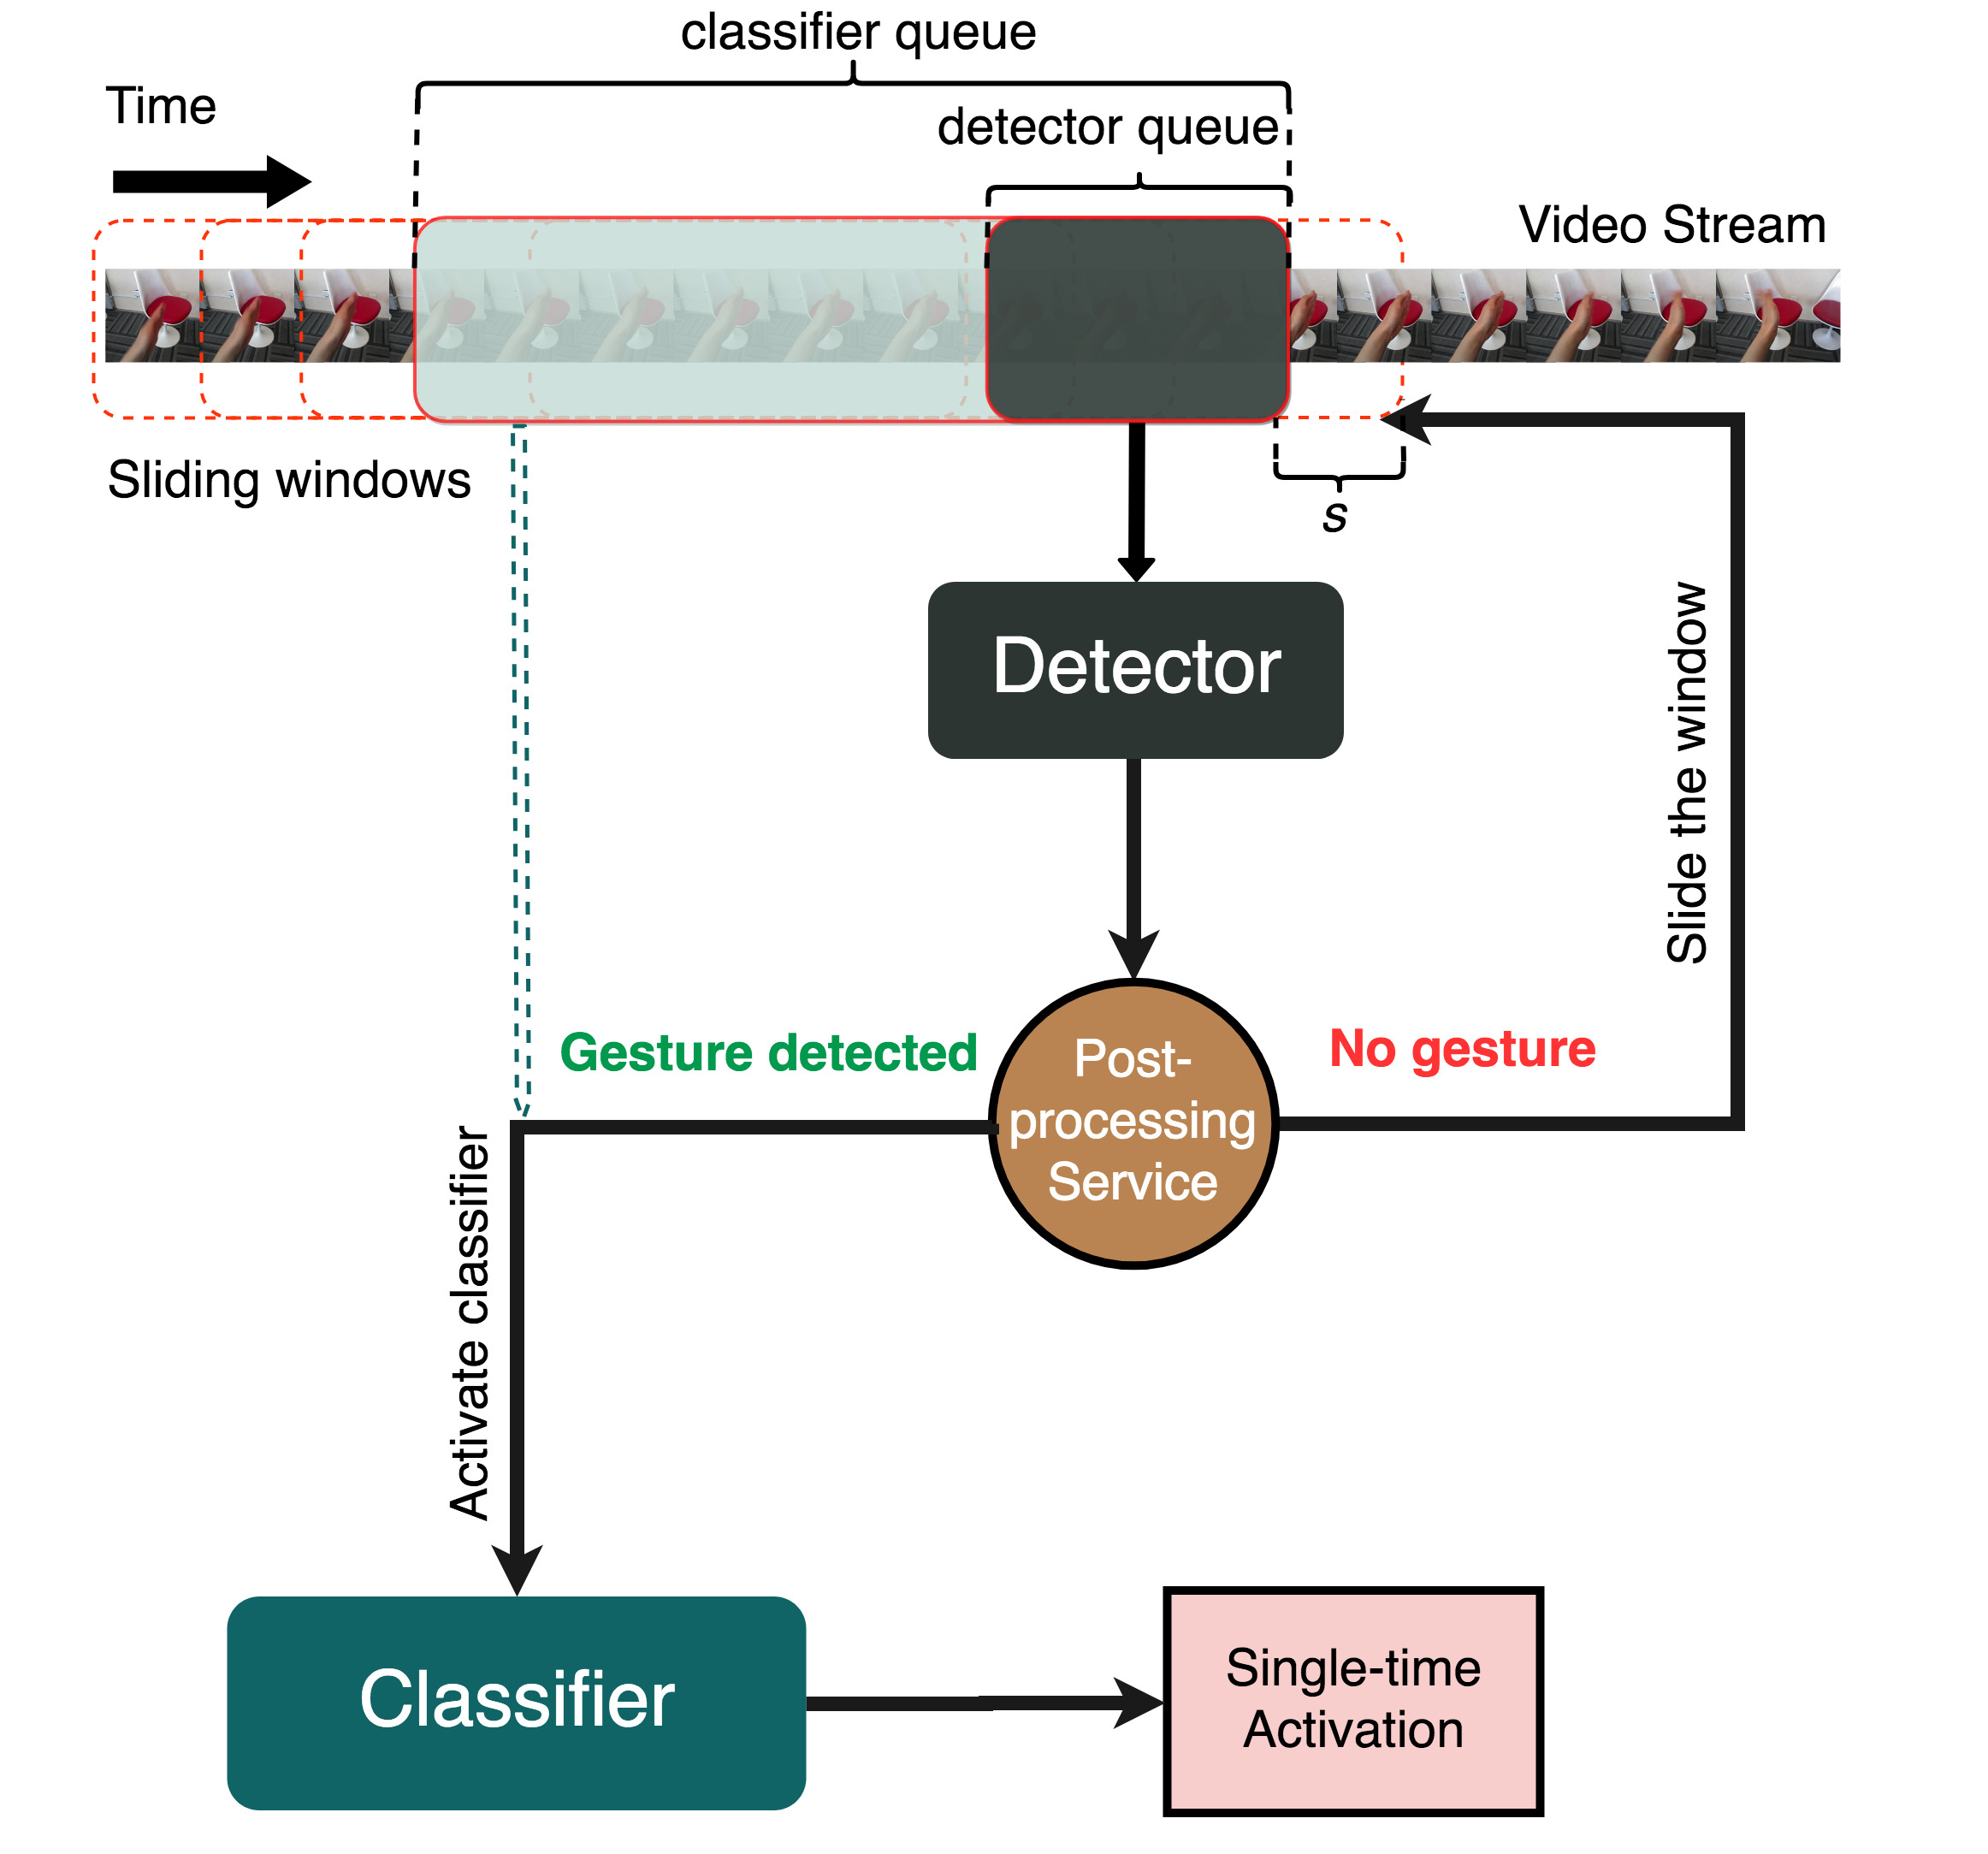 classifier queue
Time
detector queue
Video Stream
Sliding windows
s
Detector
Slide the window
Gesture detected
No gesture
Post-
processing
Service
Activate classifier
Classifier
Single-time
Activation